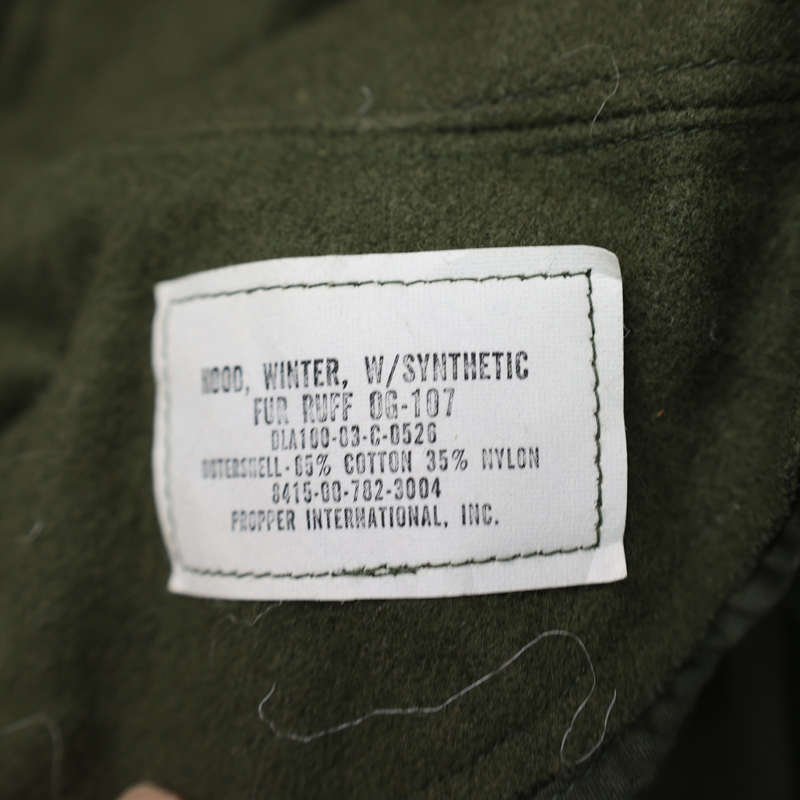 HOOD, WINTER, W/SYNTHETIC
FUR RUFF OG-107
DLA100-83-C-0526
OUTERSHELL-65% COTTON 35% NYLON
8415-00-782-3004
PROPPER INTERNATIONAL, INC.